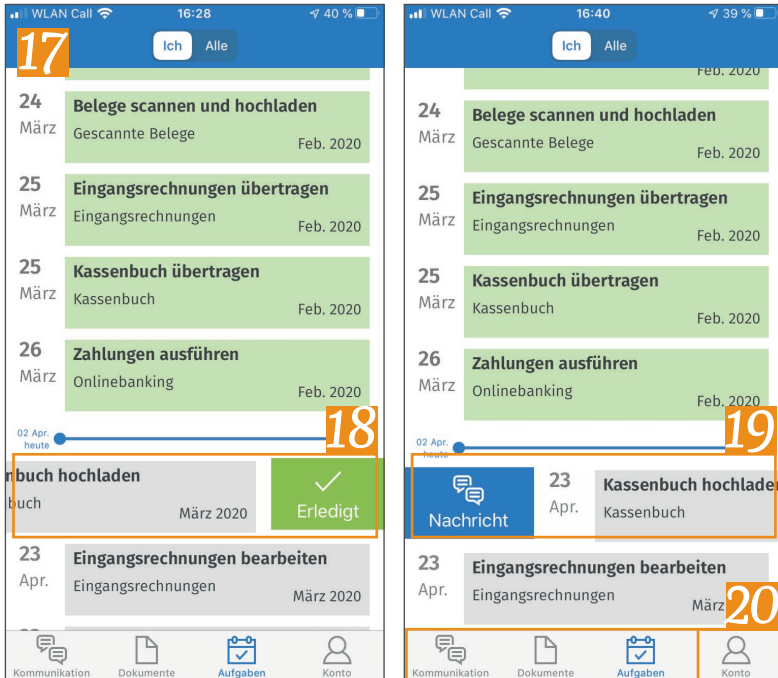 WLAN Call 16:28 40 %
17
Ich Alle
24 März
Belege scannen und hochladen
Gescannte Belege
Feb. 2020
25 März
Eingangsrechnungen übertragen
Eingangsrechnungen
Feb. 2020
25 März
Kassenbuch übertragen
Kassenbuch
Feb. 2020
26 März
Zahlungen ausführen
Onlinebanking
Feb. 2020
02 Apr.
heute
18
nbuch hochladen
buch
März 2020
Erledigt
23 Apr.
Eingangsrechnungen bearbeiten
Eingangsrechnungen
März 2020
Kommunikation Dokumente Aufgaben Konto
WLAN Call 16:40 39 %
Ich Alle
Feb. 2020
24 März
Belege scannen und hochladen
Gescannte Belege
Feb. 2020
25 März
Eingangsrechnungen übertragen
Eingangsrechnungen
Feb. 2020
25 März
Kassenbuch übertragen
Kassenbuch
Feb. 2020
26 März
Zahlungen ausführen
Onlinebanking
Feb. 2020
02 Apr.
heute
19
Nachricht
23 Apr.
Kassenbuch hochladen
Kassenbuch
23 Apr.
Eingangsrechnungen bearbeiten
Eingangsrechnungen
März
20
Kommunikation Dokumente Aufgaben Konto